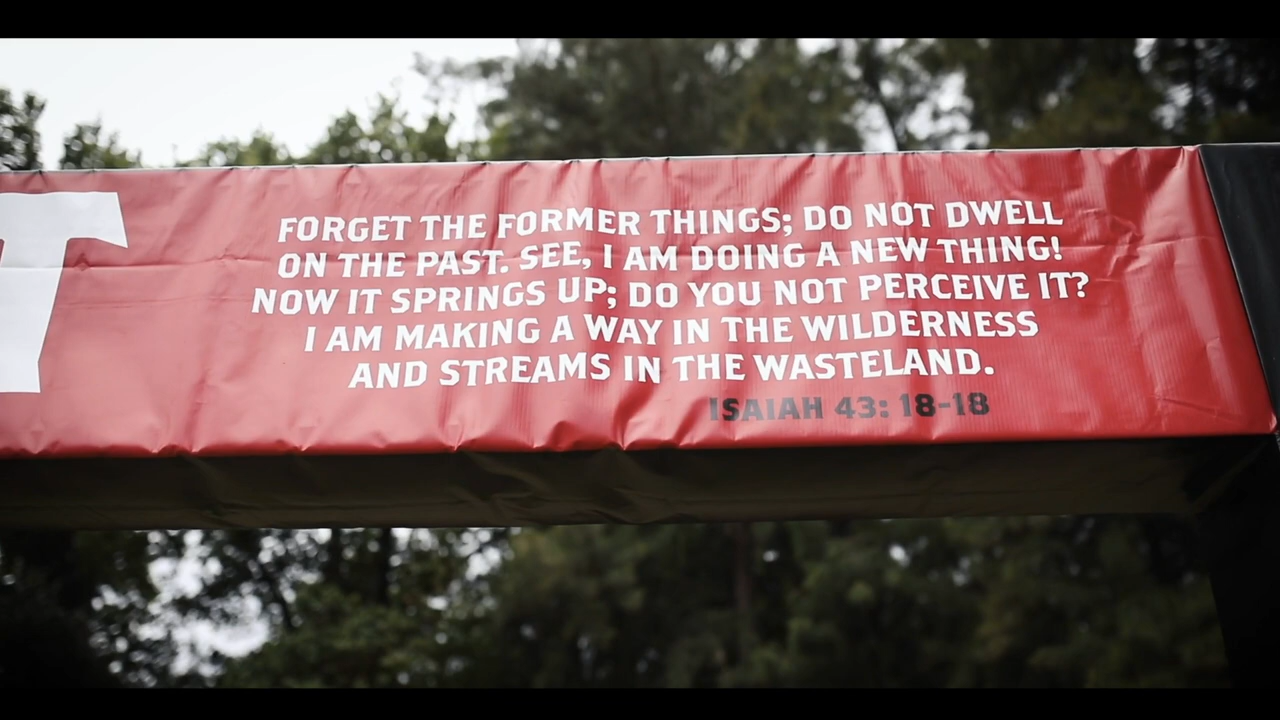 T
FORGET THE FORMER THINGS; DO NOT DWELL
ON THE PAST. SEE, I AM DOING A NEW THING!
NOW IT SPRINGS UP; DO YOU NOT PERCEIVE IT?
I AM MAKING A WAY IN THE WILDERNESS
AND STREAMS IN THE WASTELAND.
ISAIAH 43: 18-18